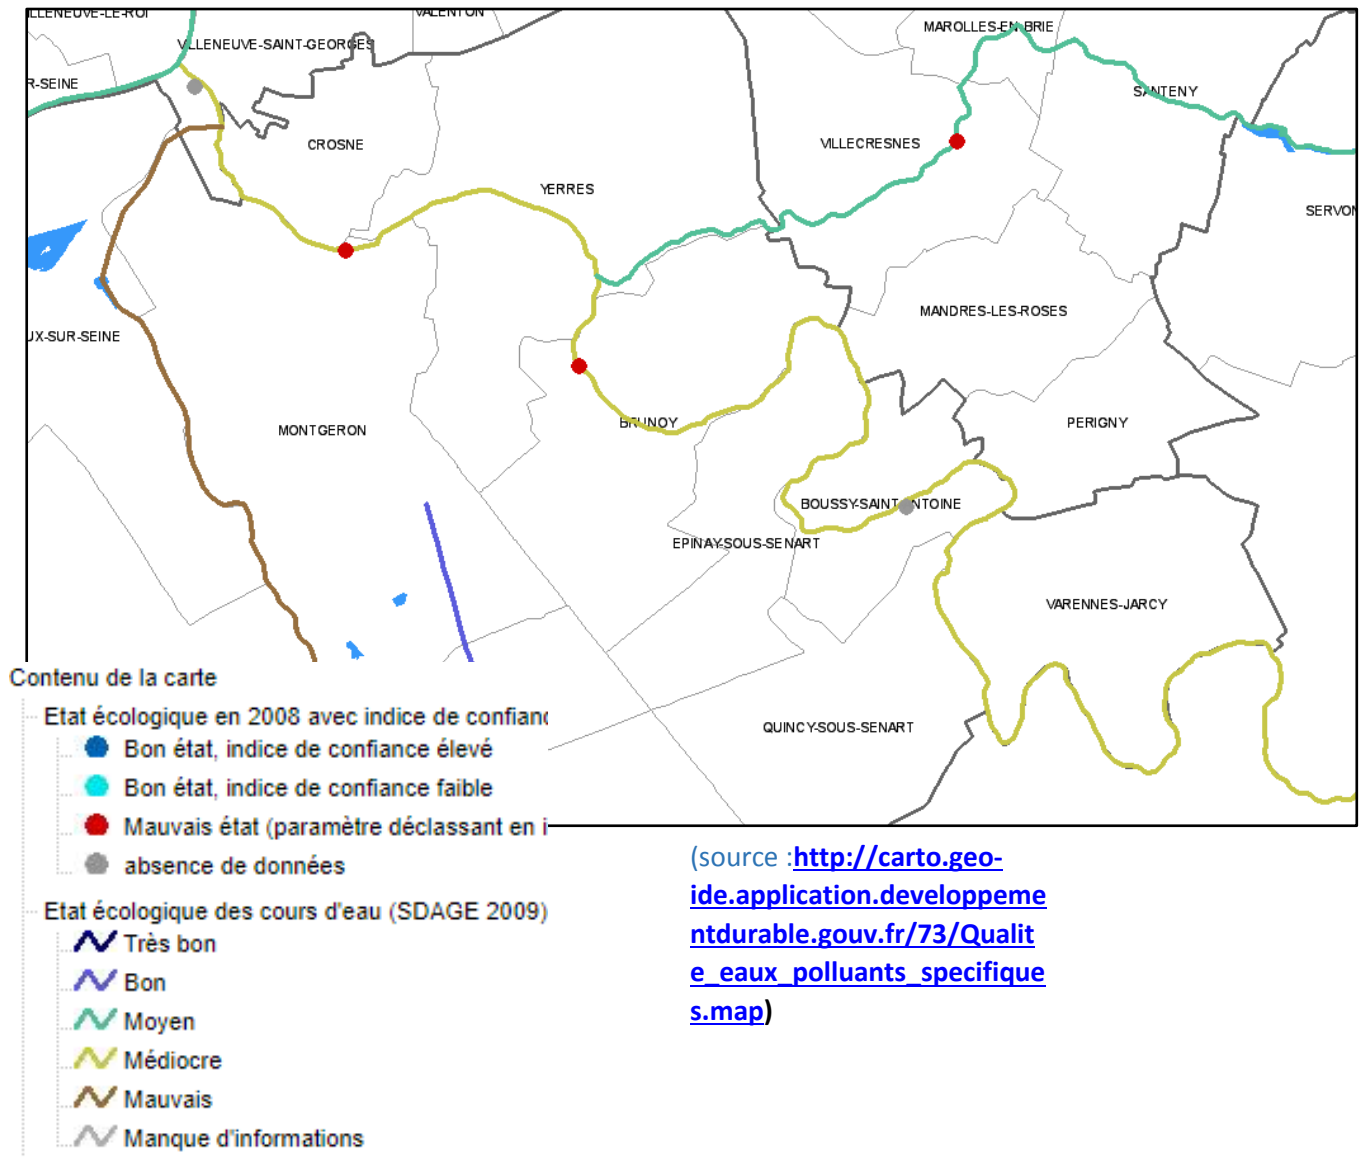 LLENEUVE-LE-ROI
VALENTON
MAROLLES-EN-BRIE
VILLENEUVE-SAINT-GEORGES
R-SEINE
SANTENY
CROSNE
VILLECRESNES
YERRES
SERVON
MANDRES-LES-ROSES
UX-SUR-SEINE
BRUNOY
PERIGNY
MONTGERON
BOUSSY-SAINT-ANTOINE
EPINAY-SOUS-SENART
VARENNES-JARCY
QUINCY-SOUS-SENART
Contenu de la carte
Etat écologique en 2008 avec indice de confianc
Bon état, indice de confiance élevé
Bon état, indice de confiance faible
Mauvais état (paramètre déclassant en i
absence de données
Etat écologique des cours d'eau (SDAGE 2009)
Très bon
Bon
Moyen
Médiocre
Mauvais
Manque d'informations
(source :http://carto.geo-
ide.application.developpeme
ntdurable.gouv.fr/73/Qualit
e_eaux_polluants_specifique
s.map)